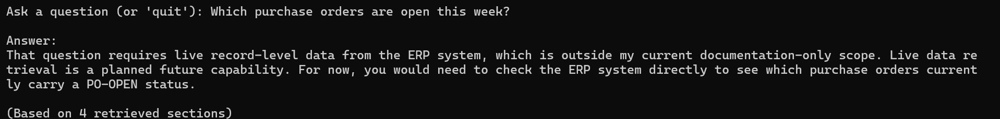 Ask a question (or 'quit'): Which purchase orders are open this week?
Answer:
That question requires live record-level data from the ERP system, which is outside my current documentation-only scope. Live data re
trieval is a planned future capability. For now, you would need to check the ERP system directly to see which purchase orders current
ly carry a PO-OPEN status.
(Based on 4 retrieved sections)